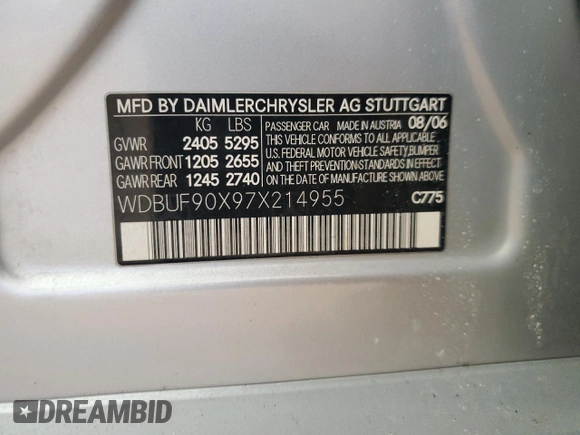 MFD BY DAIMLERCHRYSLER AG STUTTGART
KG LBS
GVWR 2405 5295
GAWR FRONT 1205 2655
GAWR REAR 1245 2740
PASSENGER CAR MADE IN AUSTRIA 08/06
THIS VEHICLE CONFORMS TO ALL APPLICABLE
U.S. FEDERAL MOTOR VEHICLE SAFETY, BUMPER
AND THEFT PREVENTION STANDARDS IN EFFECT
ON THE DATE OF MANUFACTURE SHOWN ABOVE.
WDBUF90X97X214955 C775
DREAMBID